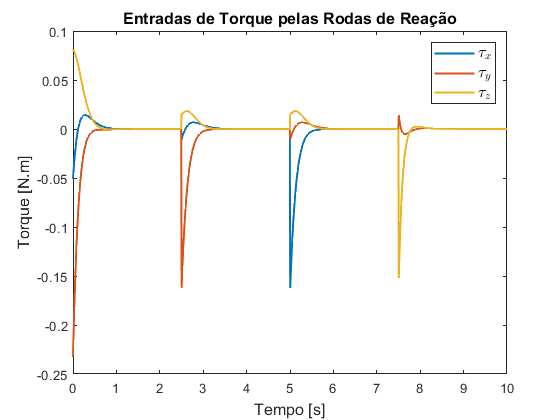 Entradas de Torque pelas Rodas de Reação
Torque [N.m]
0.1
0.05
0
-0.05
-0.1
-0.15
-0.2
-0.25
τx
τy
τz
0 1 2 3 4 5 6 7 8 9 10
Tempo [s]